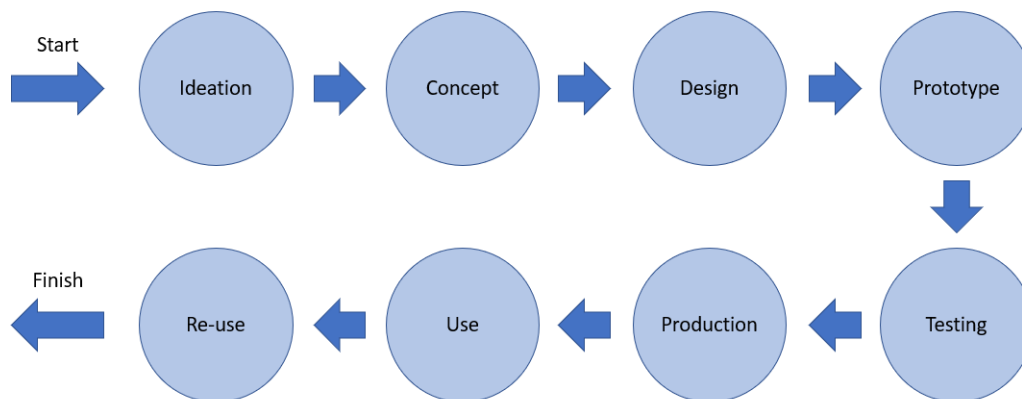 Start
Ideation
Concept
Design
Prototype
Finish
Re-use
Use
Production
Testing